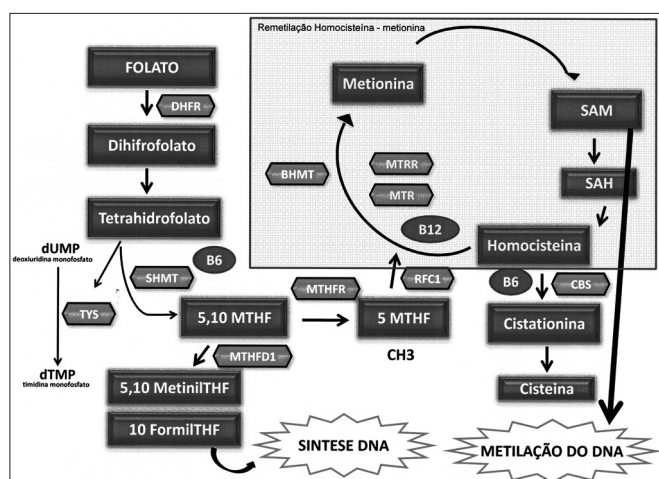 Remetilação Homocisteína - metionina
FOLATO
DHFR
Dihifrofolato
Tetrahidrofolato
Metionina
SAM
SAH
BHMT
MTRR
MTR
B12
Homocisteina
dUMP
deoxiuridina monofosfato
B6
SHMT
TYS
MTHFR
RFC1
B6
CBS
5,10 MTHF
5 MTHF
CH3
Cistationina
MTHFD1
dTMP
timidina monofosfato
5,10 MetinilTHF
Cisteina
10 FormilTHF
SINTESE DNA
METILAÇÃO DO DNA